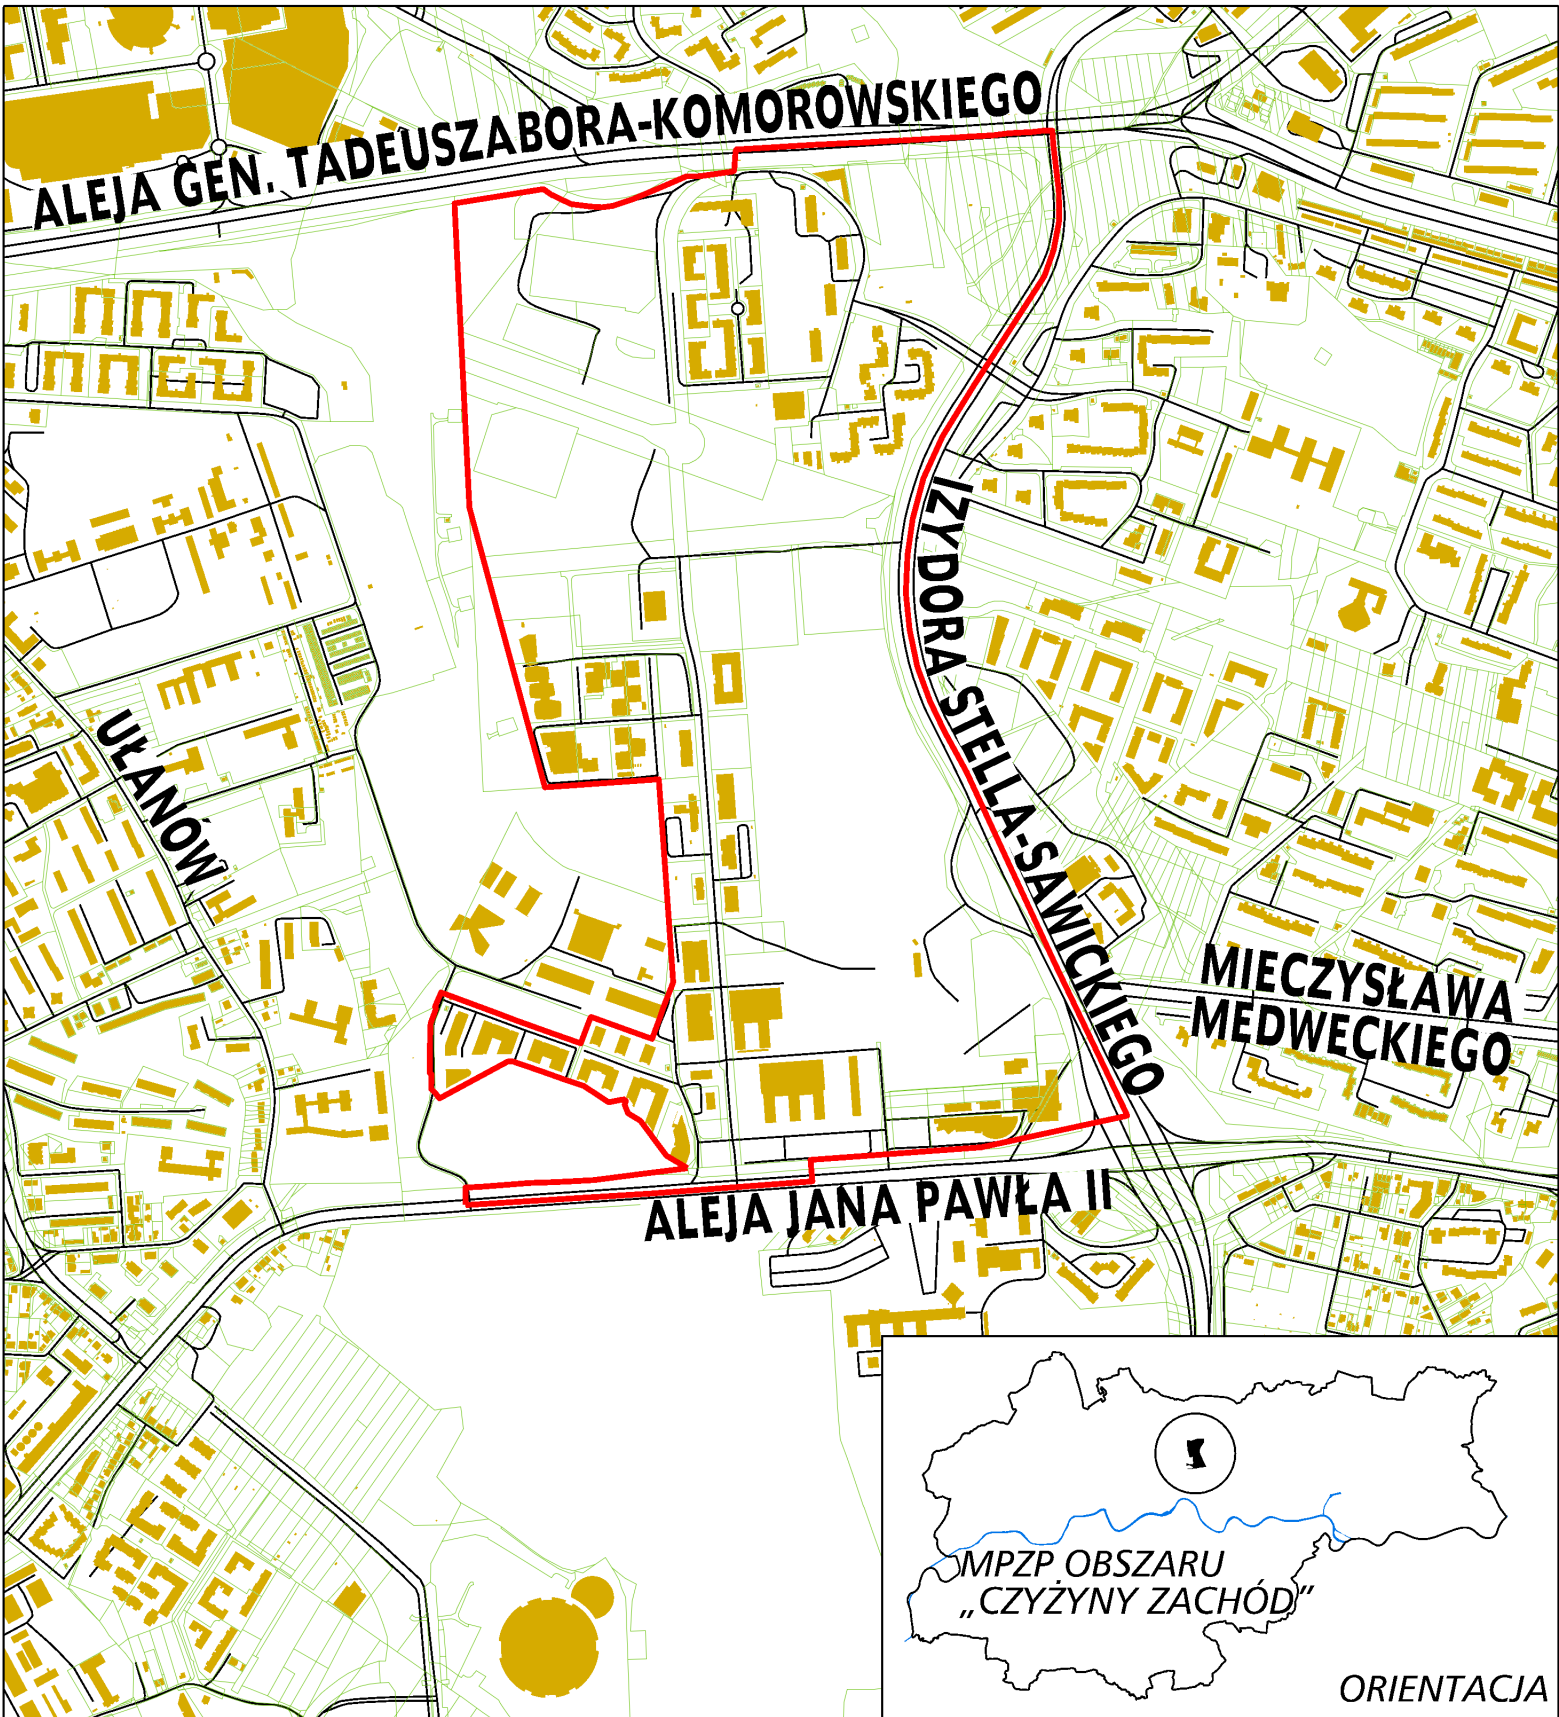 ALEJA GEN. TADEUSZABORA-KOMOROWSKIEGO
IZYDORA STELLA-SAWICKIEGO
UŁANÓW
MIECZYSŁAWA
MEDWECKIEGO
ALEJA JANA PAWŁA II
MPZP OBSZARU
„CZYŻYNY ZACHÓD”
ORIENTACJA